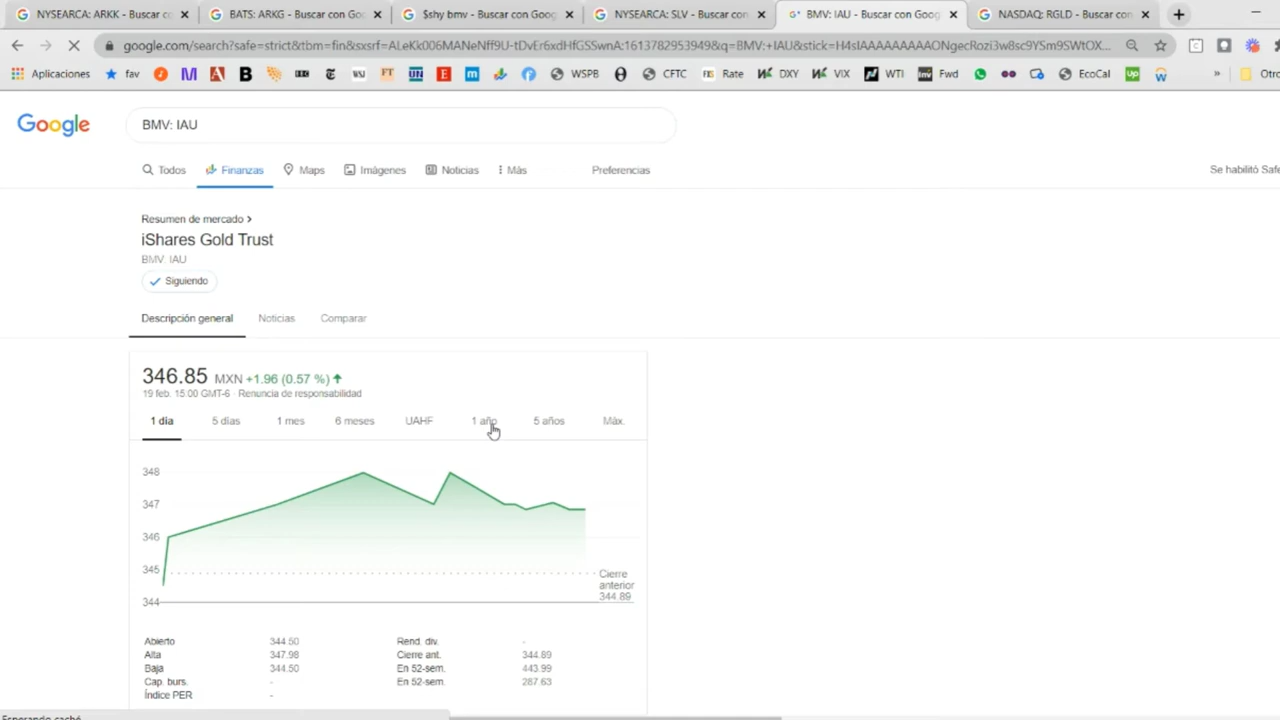 NYSEARCA: ARKK - Buscar c
BATS: ARKG - Buscar con Goo
$shy bmv - Buscar con Goog
NYSEARCA: SLV - Buscar con
BMV: IAU - Buscar con Goog
NASDAQ: RGLD - Buscar con
google.com/search?safe=strict&tbm=fin&sxsrf=ALeKk006MANeNff9U-tDvEr6xdHfGSSwnA:1613782953949&q=BMV:+IAU&stick=H4sIAAAAAAAAAONgecRozi3w8sc9YSm9SWtOX...
Aplicaciones
fav
WSPB
CFTC
Rate
DXY
VIX
WTI
Fwd
EcoCal
»
Otro
Google
BMV: IAU
Todos
Finanzas
Maps
Imágenes
Noticias
Más
Preferencias
Se habilitó Safe
Resumen de mercado >
iShares Gold Trust
BMV: IAU
Siguiendo
Descripción general
Noticias
Comparar
346.85 MXN +1.96 (0.57 %)
19 feb. 15:00 GMT-6 · Renuncia de responsabilidad
1 día
5 días
1 mes
6 meses
UAHF
1 año
5 años
Máx.
348
347
346
345
344
Cierre
anterior
344.89
Abierto 344.50 Rend. div. -
Alta 347.98 Cierre ant. 344.89
Baja 344.50 En 52-sem. 443.99
Cap. burs. - En 52-sem. 287.63
Índice PER -
Esperando caché